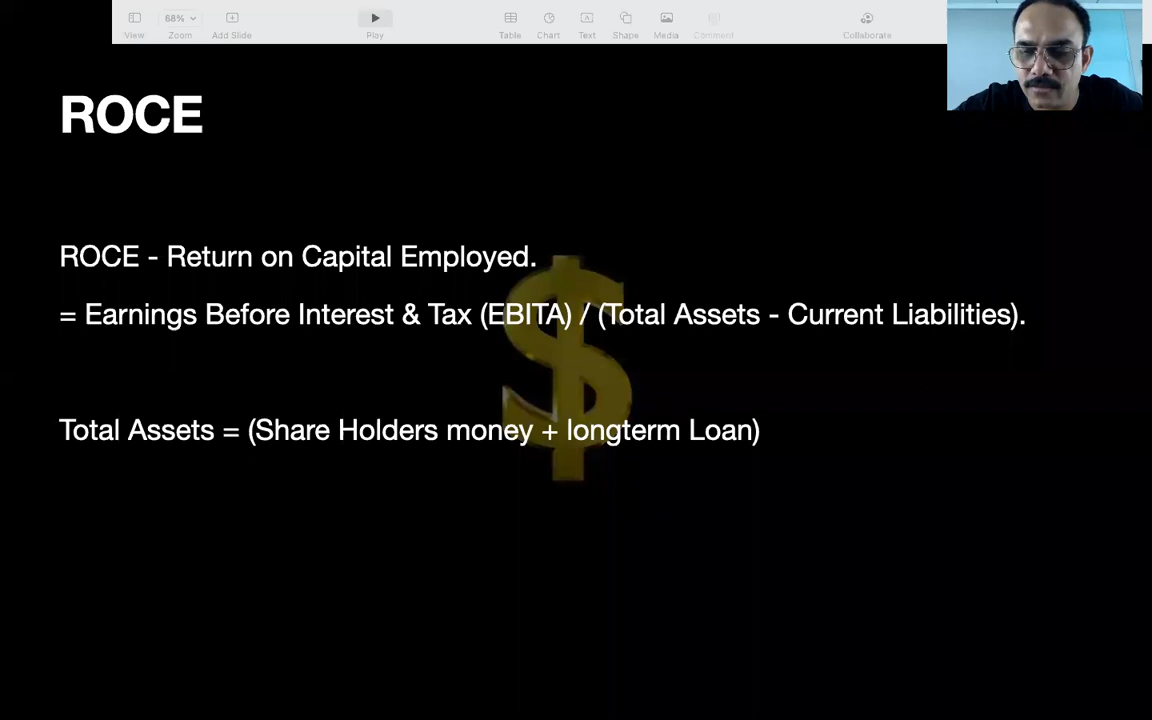 View
68%
Zoom
Add Slide
Play
Table
Chart
Text
Shape
Media
Comment
Collaborate
ROCE
ROCE - Return on Capital Employed.
= Earnings Before Interest & Tax (EBITA) / (Total Assets - Current Liabilities).
Total Assets = (Share Holders money + longterm Loan)